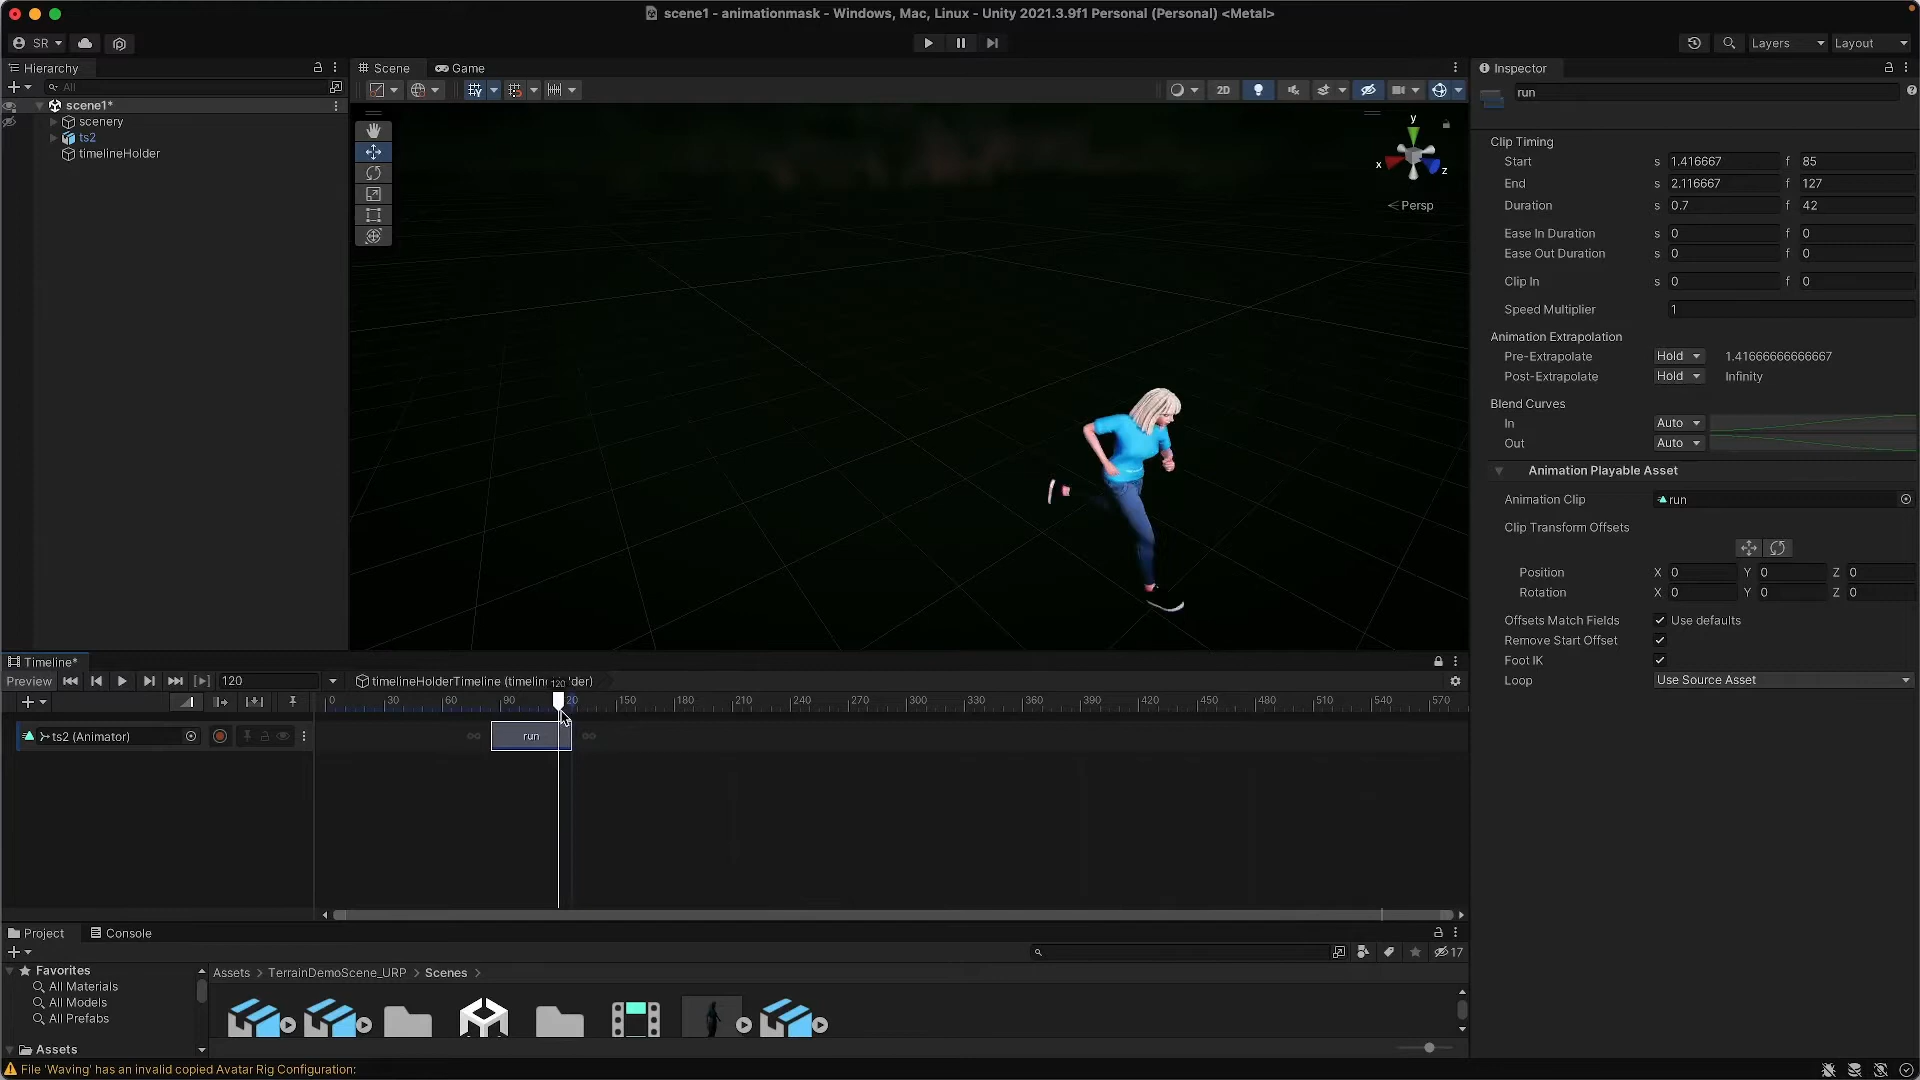 scene1 - animationmask - Windows, Mac, Linux - Unity 2021.3.9f1 Personal (Personal) <Metal>
SR
Layers
Layout
Hierarchy
All
scene1*
scenery
ts2
timelineHolder
Scene
Game
2D
y
x
z
Persp
Inspector
run
Clip Timing
Start s 1.416667 f 85
End s 2.116667 f 127
Duration s 0.7 f 42
Ease In Duration s 0 f 0
Ease Out Duration s 0 f 0
Clip In s 0 f 0
Speed Multiplier 1
Animation Extrapolation
Pre-Extrapolate Hold 1.41666666666667
Post-Extrapolate Hold Infinity
Blend Curves
In Auto
Out Auto
Animation Playable Asset
Animation Clip run
Clip Transform Offsets
Position X 0 Y 0 Z 0
Rotation X 0 Y 0 Z 0
Offsets Match Fields Use defaults
Remove Start Offset
Foot IK
Loop Use Source Asset
Timeline*
Preview 120
timelineHolderTimeline (timeline der)
120
0 30 60 90 20 150 180 210 240 270 300 330 360 390 420 450 480 510 540 570
ts2 (Animator)
run
Project
Console
17
Favorites
All Materials
All Models
All Prefabs
Assets
Assets > TerrainDemoScene_URP > Scenes >
File 'Waving' has an invalid copied Avatar Rig Configuration: